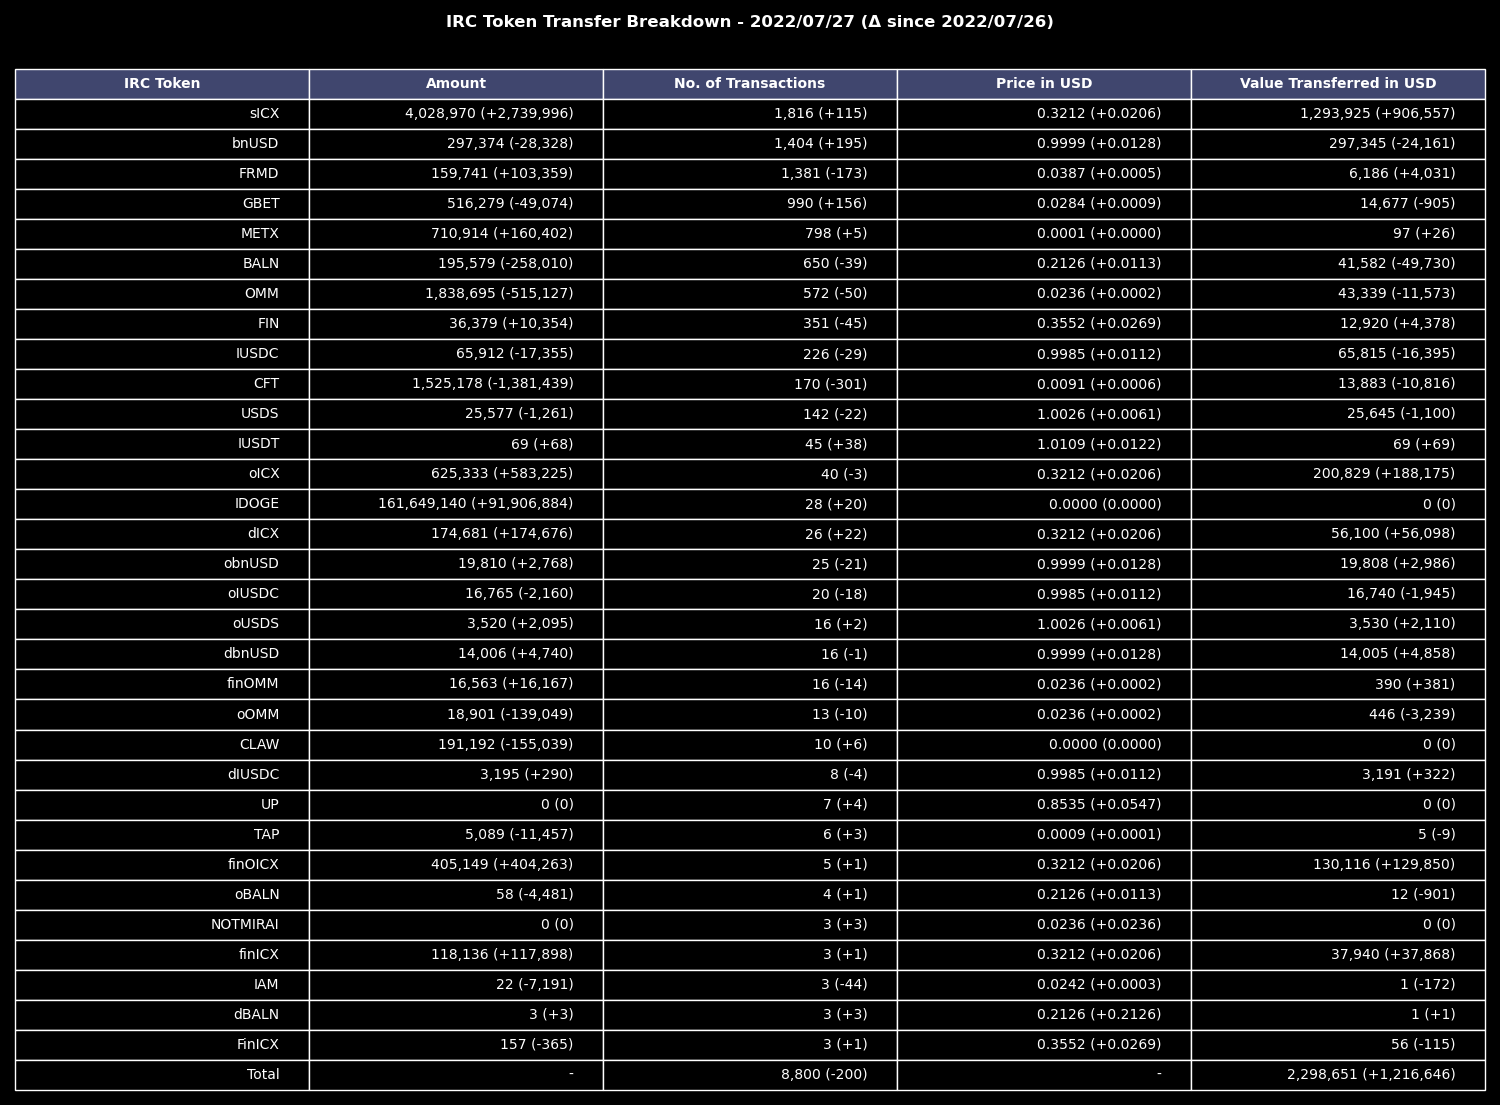 IRC Token Transfer Breakdown - 2022/07/27 (Δ since 2022/07/26)
IRC Token Amount No. of Transactions Price in USD Value Transferred in USD
sICX 4,028,970 (+2,739,996) 1,816 (+115) 0.3212 (+0.0206) 1,293,925 (+906,557)
bnUSD 297,374 (-28,328) 1,404 (+195) 0.9999 (+0.0128) 297,345 (-24,161)
FRMD 159,741 (+103,359) 1,381 (-173) 0.0387 (+0.0005) 6,186 (+4,031)
GBET 516,279 (-49,074) 990 (+156) 0.0284 (+0.0009) 14,677 (-905)
METX 710,914 (+160,402) 798 (+5) 0.0001 (+0.0000) 97 (+26)
BALN 195,579 (-258,010) 650 (-39) 0.2126 (+0.0113) 41,582 (-49,730)
OMM 1,838,695 (-515,127) 572 (-50) 0.0236 (+0.0002) 43,339 (-11,573)
FIN 36,379 (+10,354) 351 (-45) 0.3552 (+0.0269) 12,920 (+4,378)
IUSDC 65,912 (-17,355) 226 (-29) 0.9985 (+0.0112) 65,815 (-16,395)
CFT 1,525,178 (-1,381,439) 170 (-301) 0.0091 (+0.0006) 13,883 (-10,816)
USDS 25,577 (-1,261) 142 (-22) 1.0026 (+0.0061) 25,645 (-1,100)
IUSDT 69 (+68) 45 (+38) 1.0109 (+0.0122) 69 (+69)
oICX 625,333 (+583,225) 40 (-3) 0.3212 (+0.0206) 200,829 (+188,175)
IDOGE 161,649,140 (+91,906,884) 28 (+20) 0.0000 (0.0000) 0 (0)
dICX 174,681 (+174,676) 26 (+22) 0.3212 (+0.0206) 56,100 (+56,098)
obnUSD 19,810 (+2,768) 25 (-21) 0.9999 (+0.0128) 19,808 (+2,986)
oIUSDC 16,765 (-2,160) 20 (-18) 0.9985 (+0.0112) 16,740 (-1,945)
oUSDS 3,520 (+2,095) 16 (+2) 1.0026 (+0.0061) 3,530 (+2,110)
dbnUSD 14,006 (+4,740) 16 (-1) 0.9999 (+0.0128) 14,005 (+4,858)
finOMM 16,563 (+16,167) 16 (-14) 0.0236 (+0.0002) 390 (+381)
oOMM 18,901 (-139,049) 13 (-10) 0.0236 (+0.0002) 446 (-3,239)
CLAW 191,192 (-155,039) 10 (+6) 0.0000 (0.0000) 0 (0)
dIUSDC 3,195 (+290) 8 (-4) 0.9985 (+0.0112) 3,191 (+322)
UP 0 (0) 7 (+4) 0.8535 (+0.0547) 0 (0)
TAP 5,089 (-11,457) 6 (+3) 0.0009 (+0.0001) 5 (-9)
finOICX 405,149 (+404,263) 5 (+1) 0.3212 (+0.0206) 130,116 (+129,850)
oBALN 58 (-4,481) 4 (+1) 0.2126 (+0.0113) 12 (-901)
NOTMIRAI 0 (0) 3 (+3) 0.0236 (+0.0236) 0 (0)
finICX 118,136 (+117,898) 3 (+1) 0.3212 (+0.0206) 37,940 (+37,868)
IAM 22 (-7,191) 3 (-44) 0.0242 (+0.0003) 1 (-172)
dBALN 3 (+3) 3 (+3) 0.2126 (+0.2126) 1 (+1)
FinICX 157 (-365) 3 (+1) 0.3552 (+0.0269) 56 (-115)
Total - 8,800 (-200) - 2,298,651 (+1,216,646)